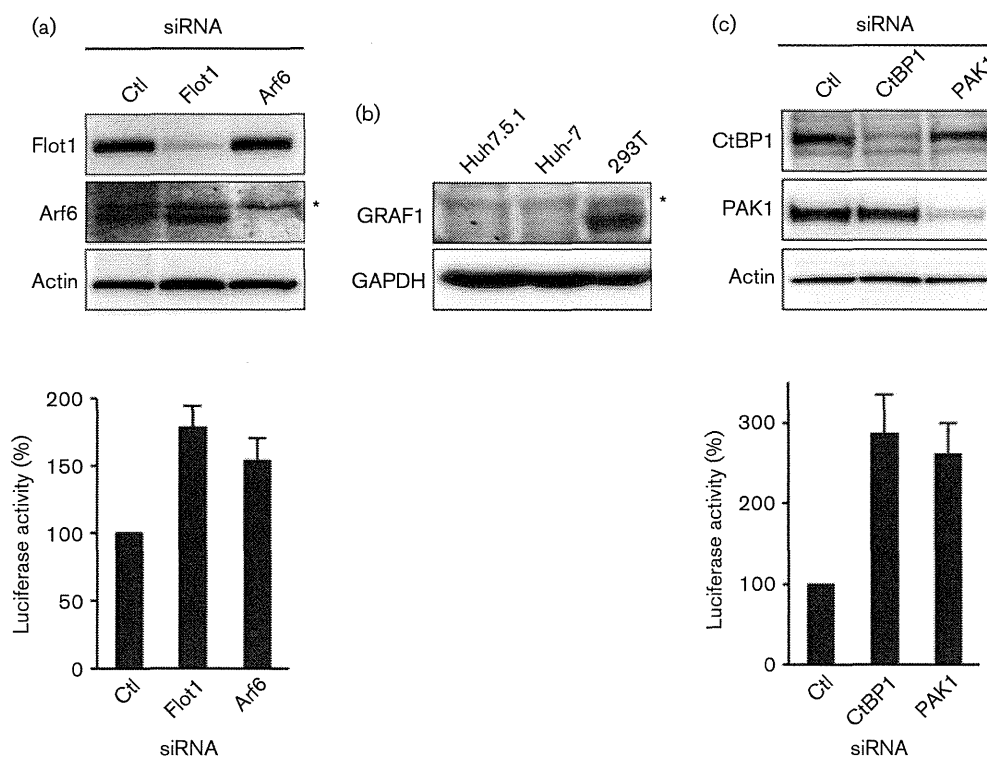 (a)
siRNA
Ctl Flot1 Arf6
Flot1
Arf6
*
Actin
Luciferase activity (%)
200
150
100
50
0
Ctl Flot1 Arf6
siRNA
(b)
Huh7.5.1 Huh-7 293T
GRAF1
*
GAPDH
(c)
siRNA
Ctl CtBP1 PAK1
CtBP1
PAK1
Actin
Luciferase activity (%)
300
200
100
0
Ctl CtBP1 PAK1
siRNA